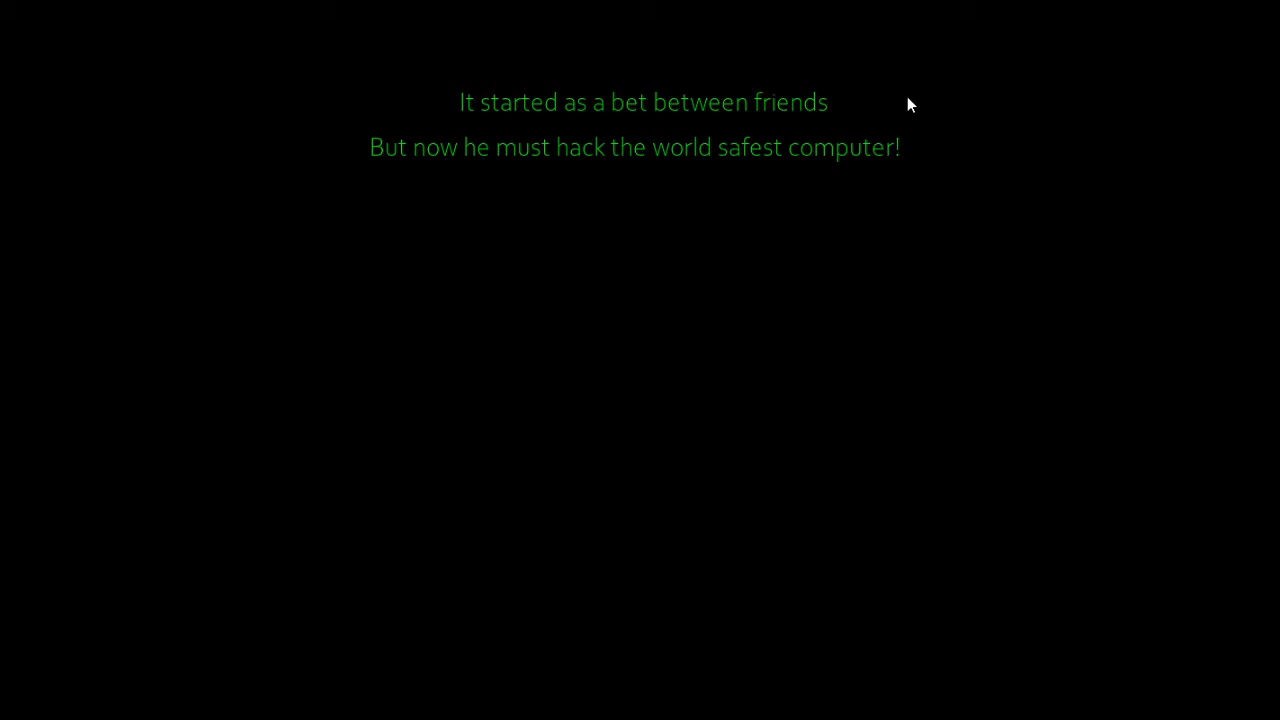 It started as a bet between friends
But now he must hack the world safest computer!